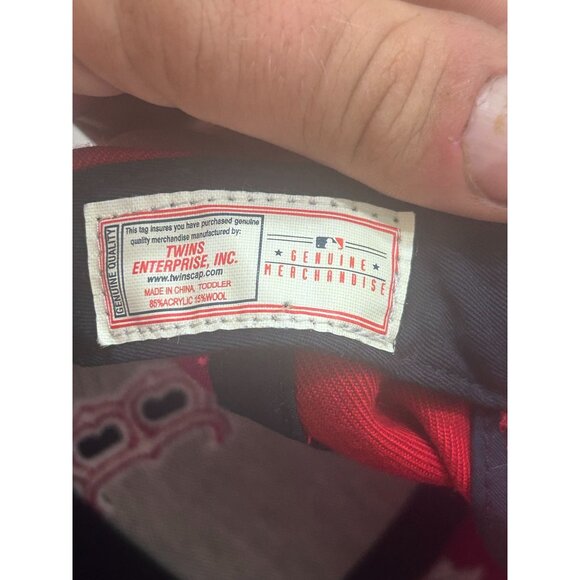 GENUINE QUALITY
This tag insures you have purchased genuine
quality merchandise manufactured by:
TWINS
ENTERPRISE, INC.
www.twinscap.com
MADE IN CHINA, TODDLER
85%ACRYLIC 15%WOOL
GENUINE
MERCHANDISE